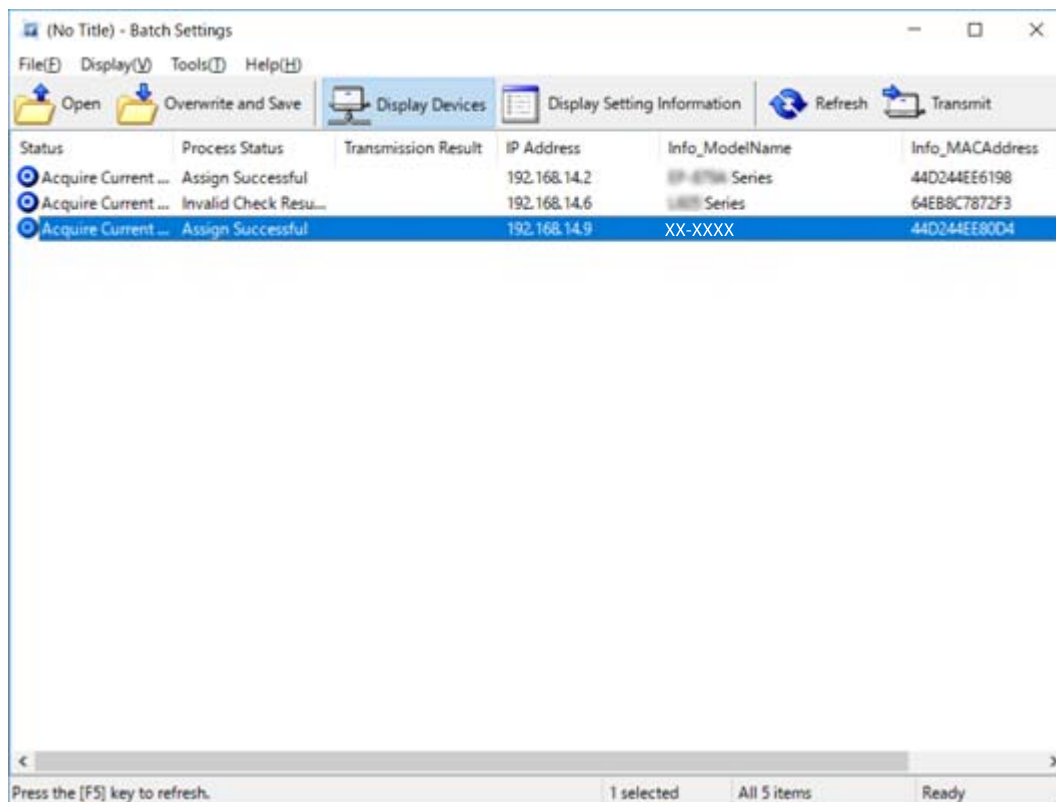 (No Title) - Batch Settings
File(F) Display(V) Tools(T) Help(H)
Open Overwrite and Save Display Devices Display Setting Information Refresh Transmit
Status Process Status Transmission Result IP Address Info_ModelName Info_MACAddress
Acquire Current ... Assign Successful 192.168.14.2 Series 44D244EE6198
Acquire Current ... Invalid Check Resu... 192.168.14.6 Series 64EB8C7872F3
Acquire Current ... Assign Successful 192.168.14.9 XX-XXXX 44D244EE80D4
Press the [F5] key to refresh. 1 selected All 5 items Ready